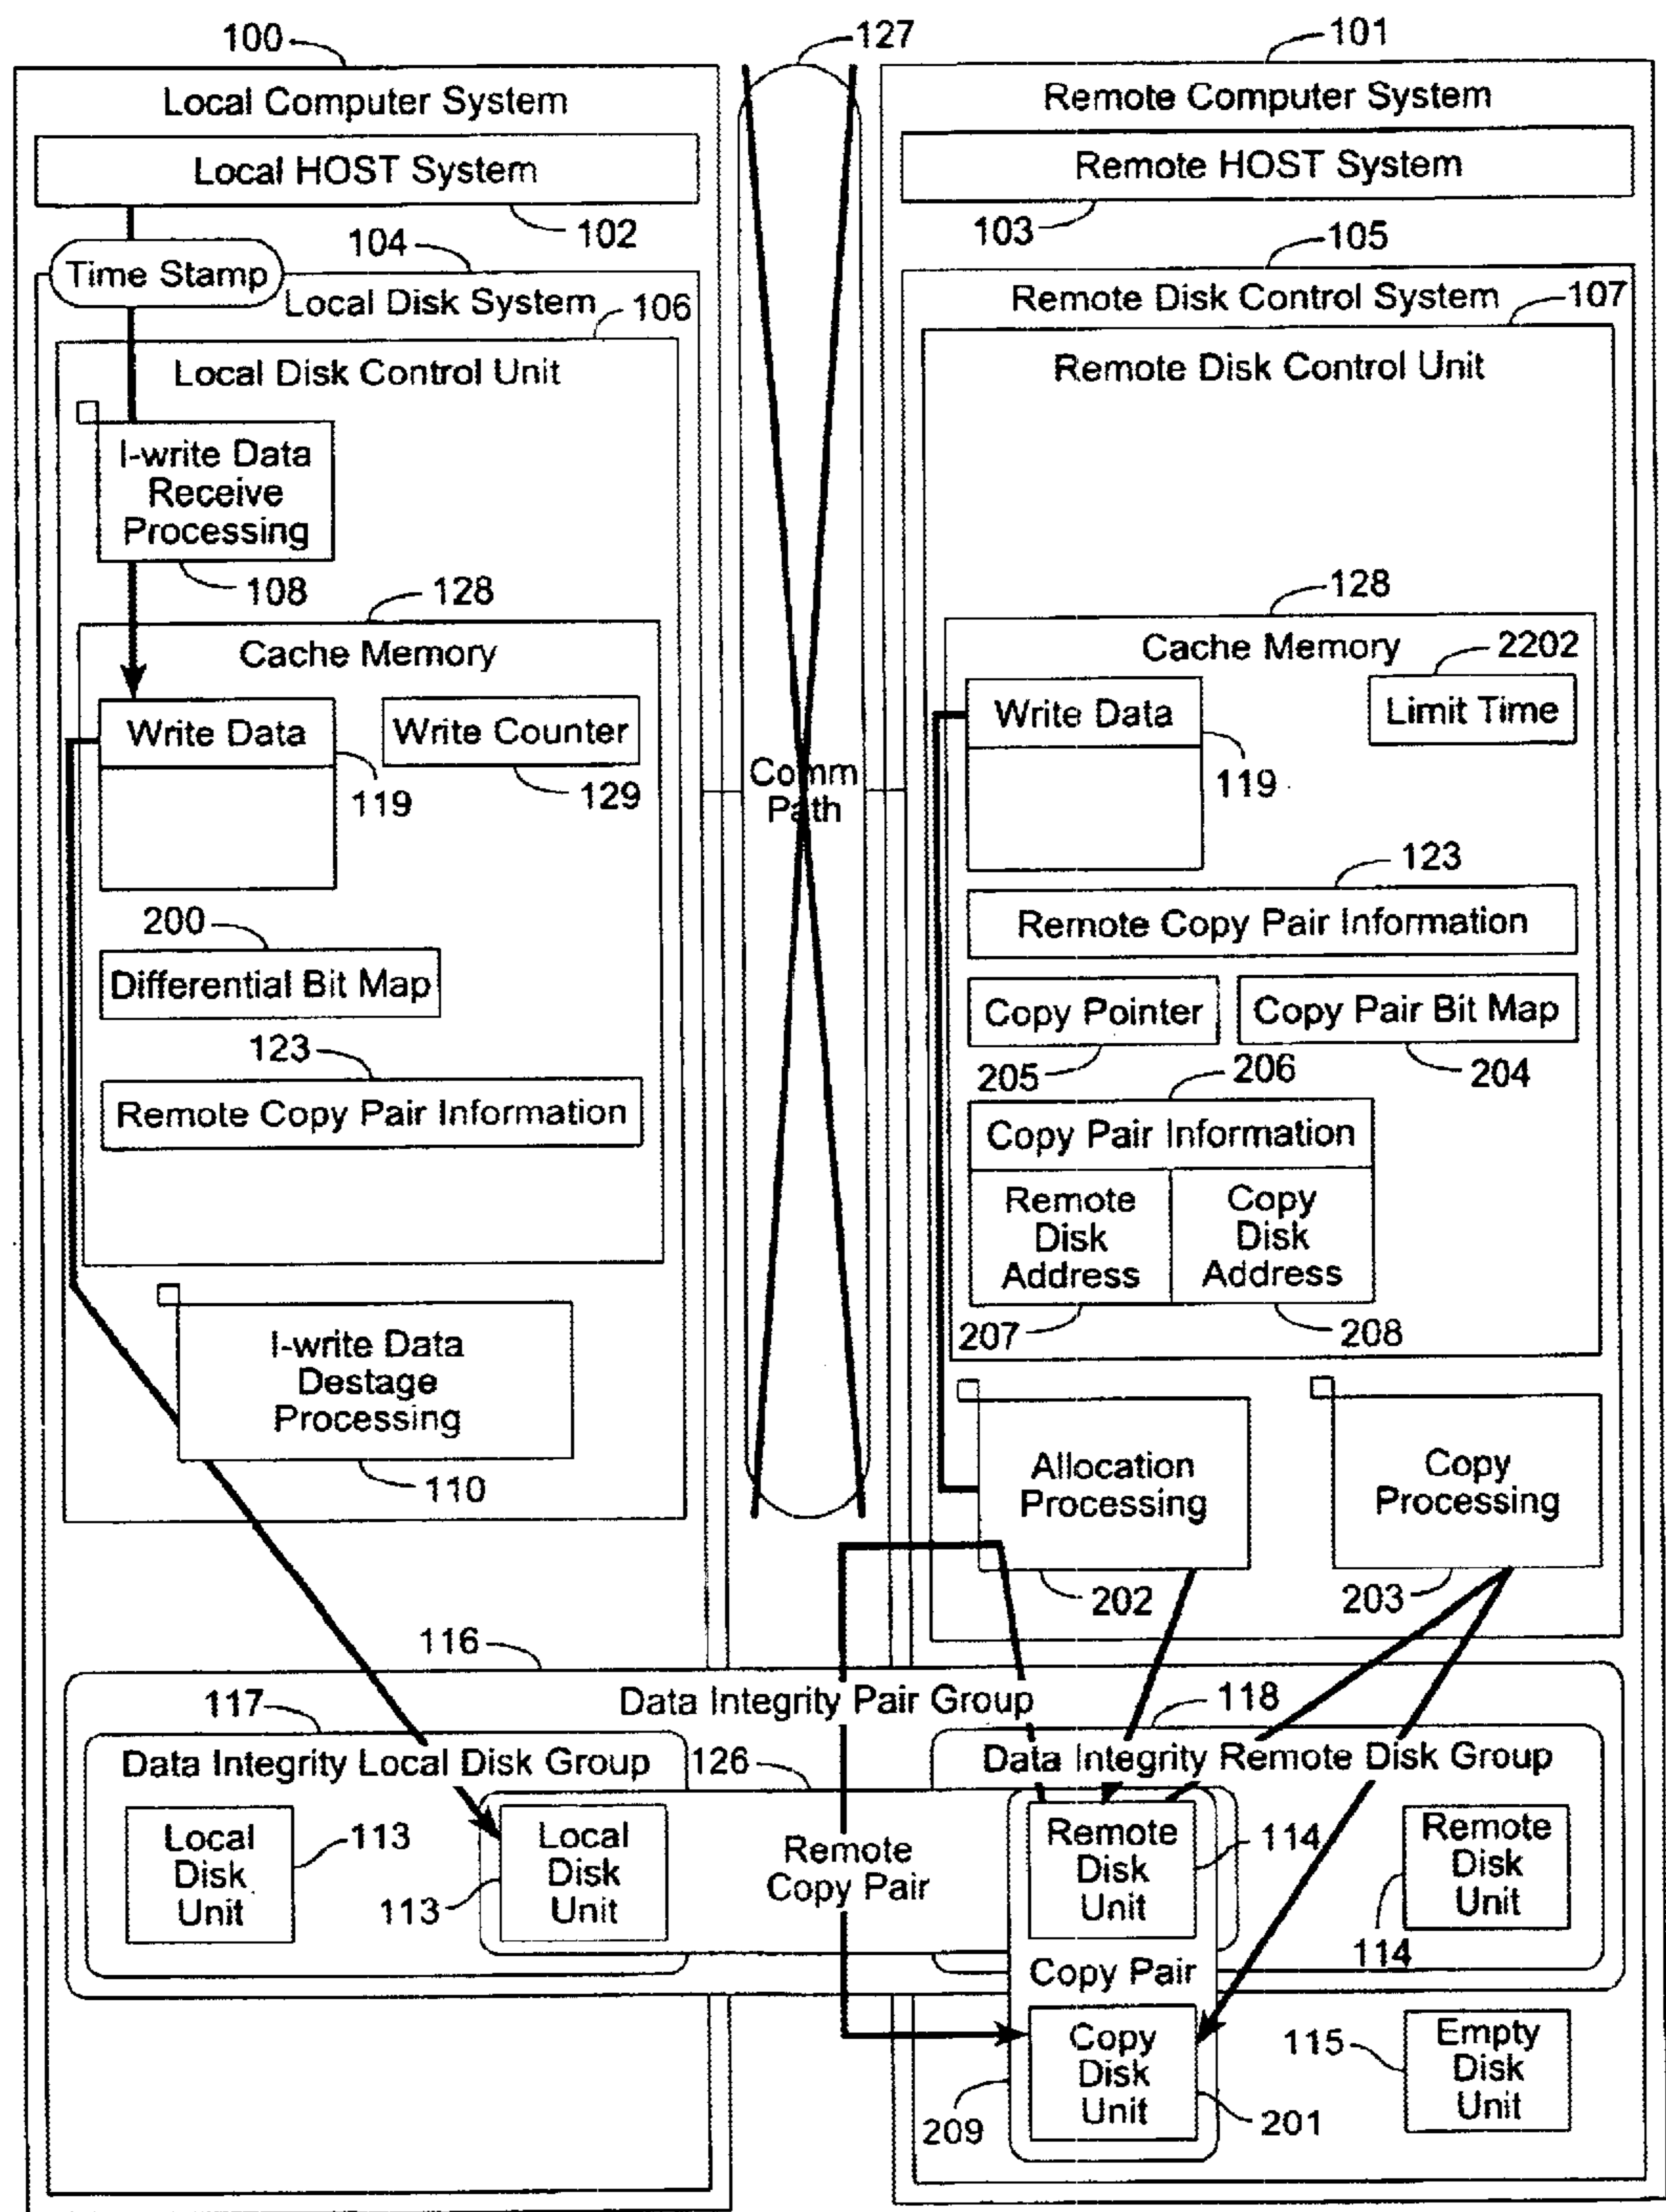 100
127
101
Local Computer System
Remote Computer System
Local HOST System
Remote HOST System
102
103
104
105
Time Stamp
Local Disk System
Remote Disk Control System
106
107
Local Disk Control Unit
Remote Disk Control Unit
I-write Data
Receive
Processing
108
128
128
Cache Memory
Cache Memory
2202
Write Data
Write Counter
Write Data
Limit Time
119
129
Comm
Path
119
123
Remote Copy Pair Information
200
Differential Bit Map
Copy Pointer
Copy Pair Bit Map
123
205
206
204
Remote Copy Pair Information
Copy Pair Information
Remote
Disk
Address
Copy
Disk
Address
207
208
I-write Data
Destage
Processing
110
Allocation
Processing
Copy
Processing
202
203
116
117
Data Integrity Pair Group
118
Data Integrity Local Disk Group
126
Data Integrity Remote Disk Group
Local
Disk
Unit
113
Local
Disk
Unit
113
Remote
Copy Pair
Remote
Disk
Unit
114
Remote
Disk
Unit
114
Copy Pair
Copy
Disk
Unit
115
Empty
Disk
Unit
209
201